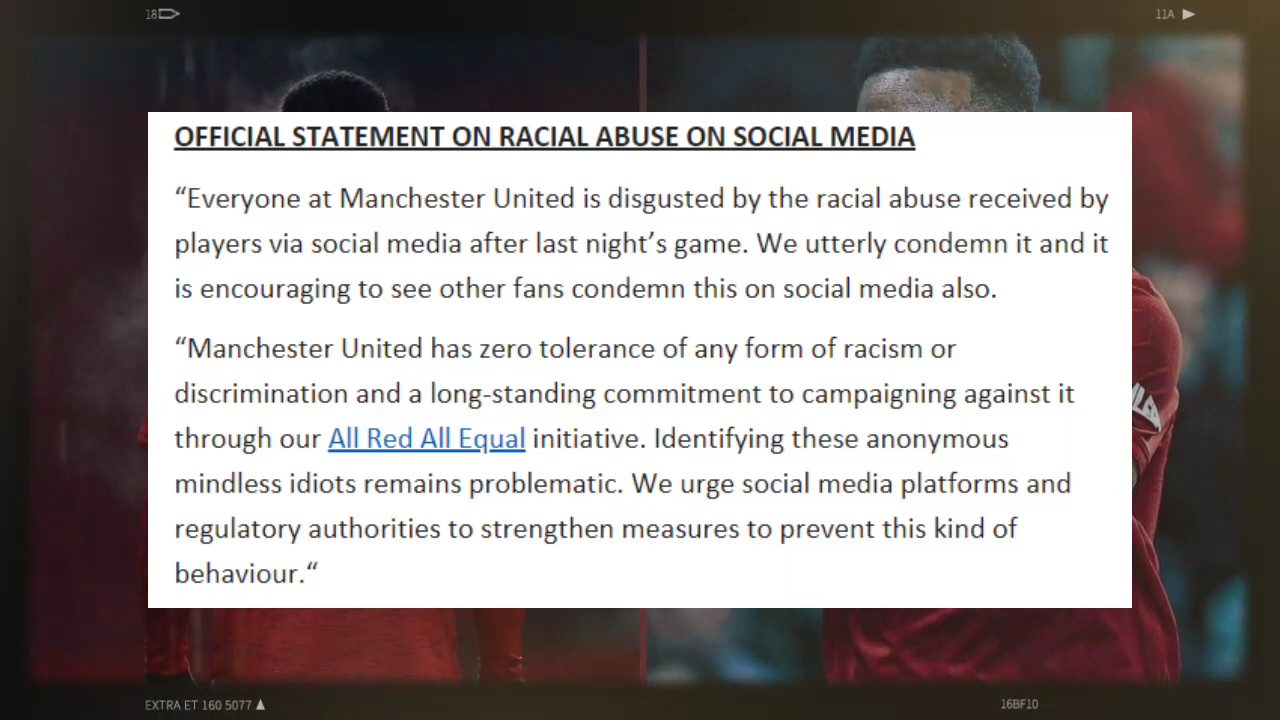 18
11A
OFFICIAL STATEMENT ON RACIAL ABUSE ON SOCIAL MEDIA
“Everyone at Manchester United is disgusted by the racial abuse received by
players via social media after last night’s game. We utterly condemn it and it
is encouraging to see other fans condemn this on social media also.
“Manchester United has zero tolerance of any form of racism or
discrimination and a long-standing commitment to campaigning against it
through our All Red All Equal initiative. Identifying these anonymous
mindless idiots remains problematic. We urge social media platforms and
regulatory authorities to strengthen measures to prevent this kind of
behaviour.“
EXTRA ET 160 5077
16BF10